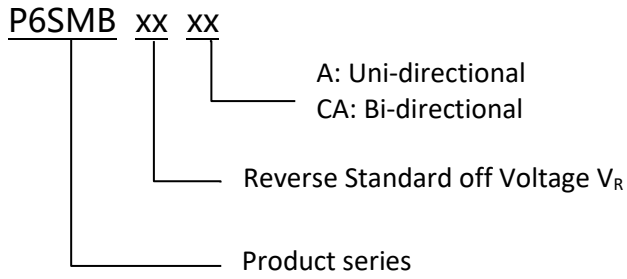 P6SMB xx xx
A: Uni-directional
CA: Bi-directional
Reverse Standard off Voltage VR
Product series